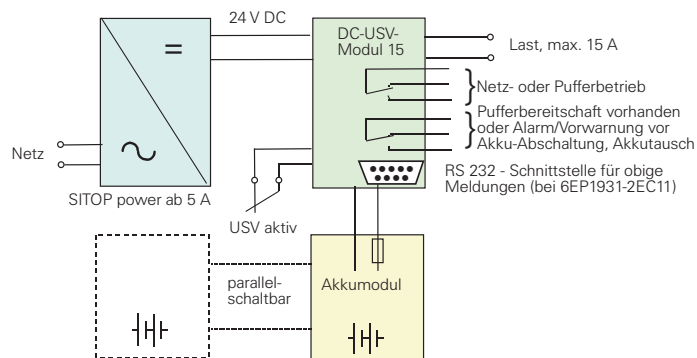 24 V DC
DC-USV-
Modul 15
Last, max. 15 A
Netz- oder Pufferbetrieb
Pufferbereitschaft vorhanden
oder Alarm/Vorwarnung vor
Akku-Abschaltung, Akkutausch
Netz
RS 232 - Schnittstelle für obige
Meldungen (bei 6EP1931-2EC11)
SITOP power ab 5 A
USV aktiv
parallel-
schaltbar
Akkumodul